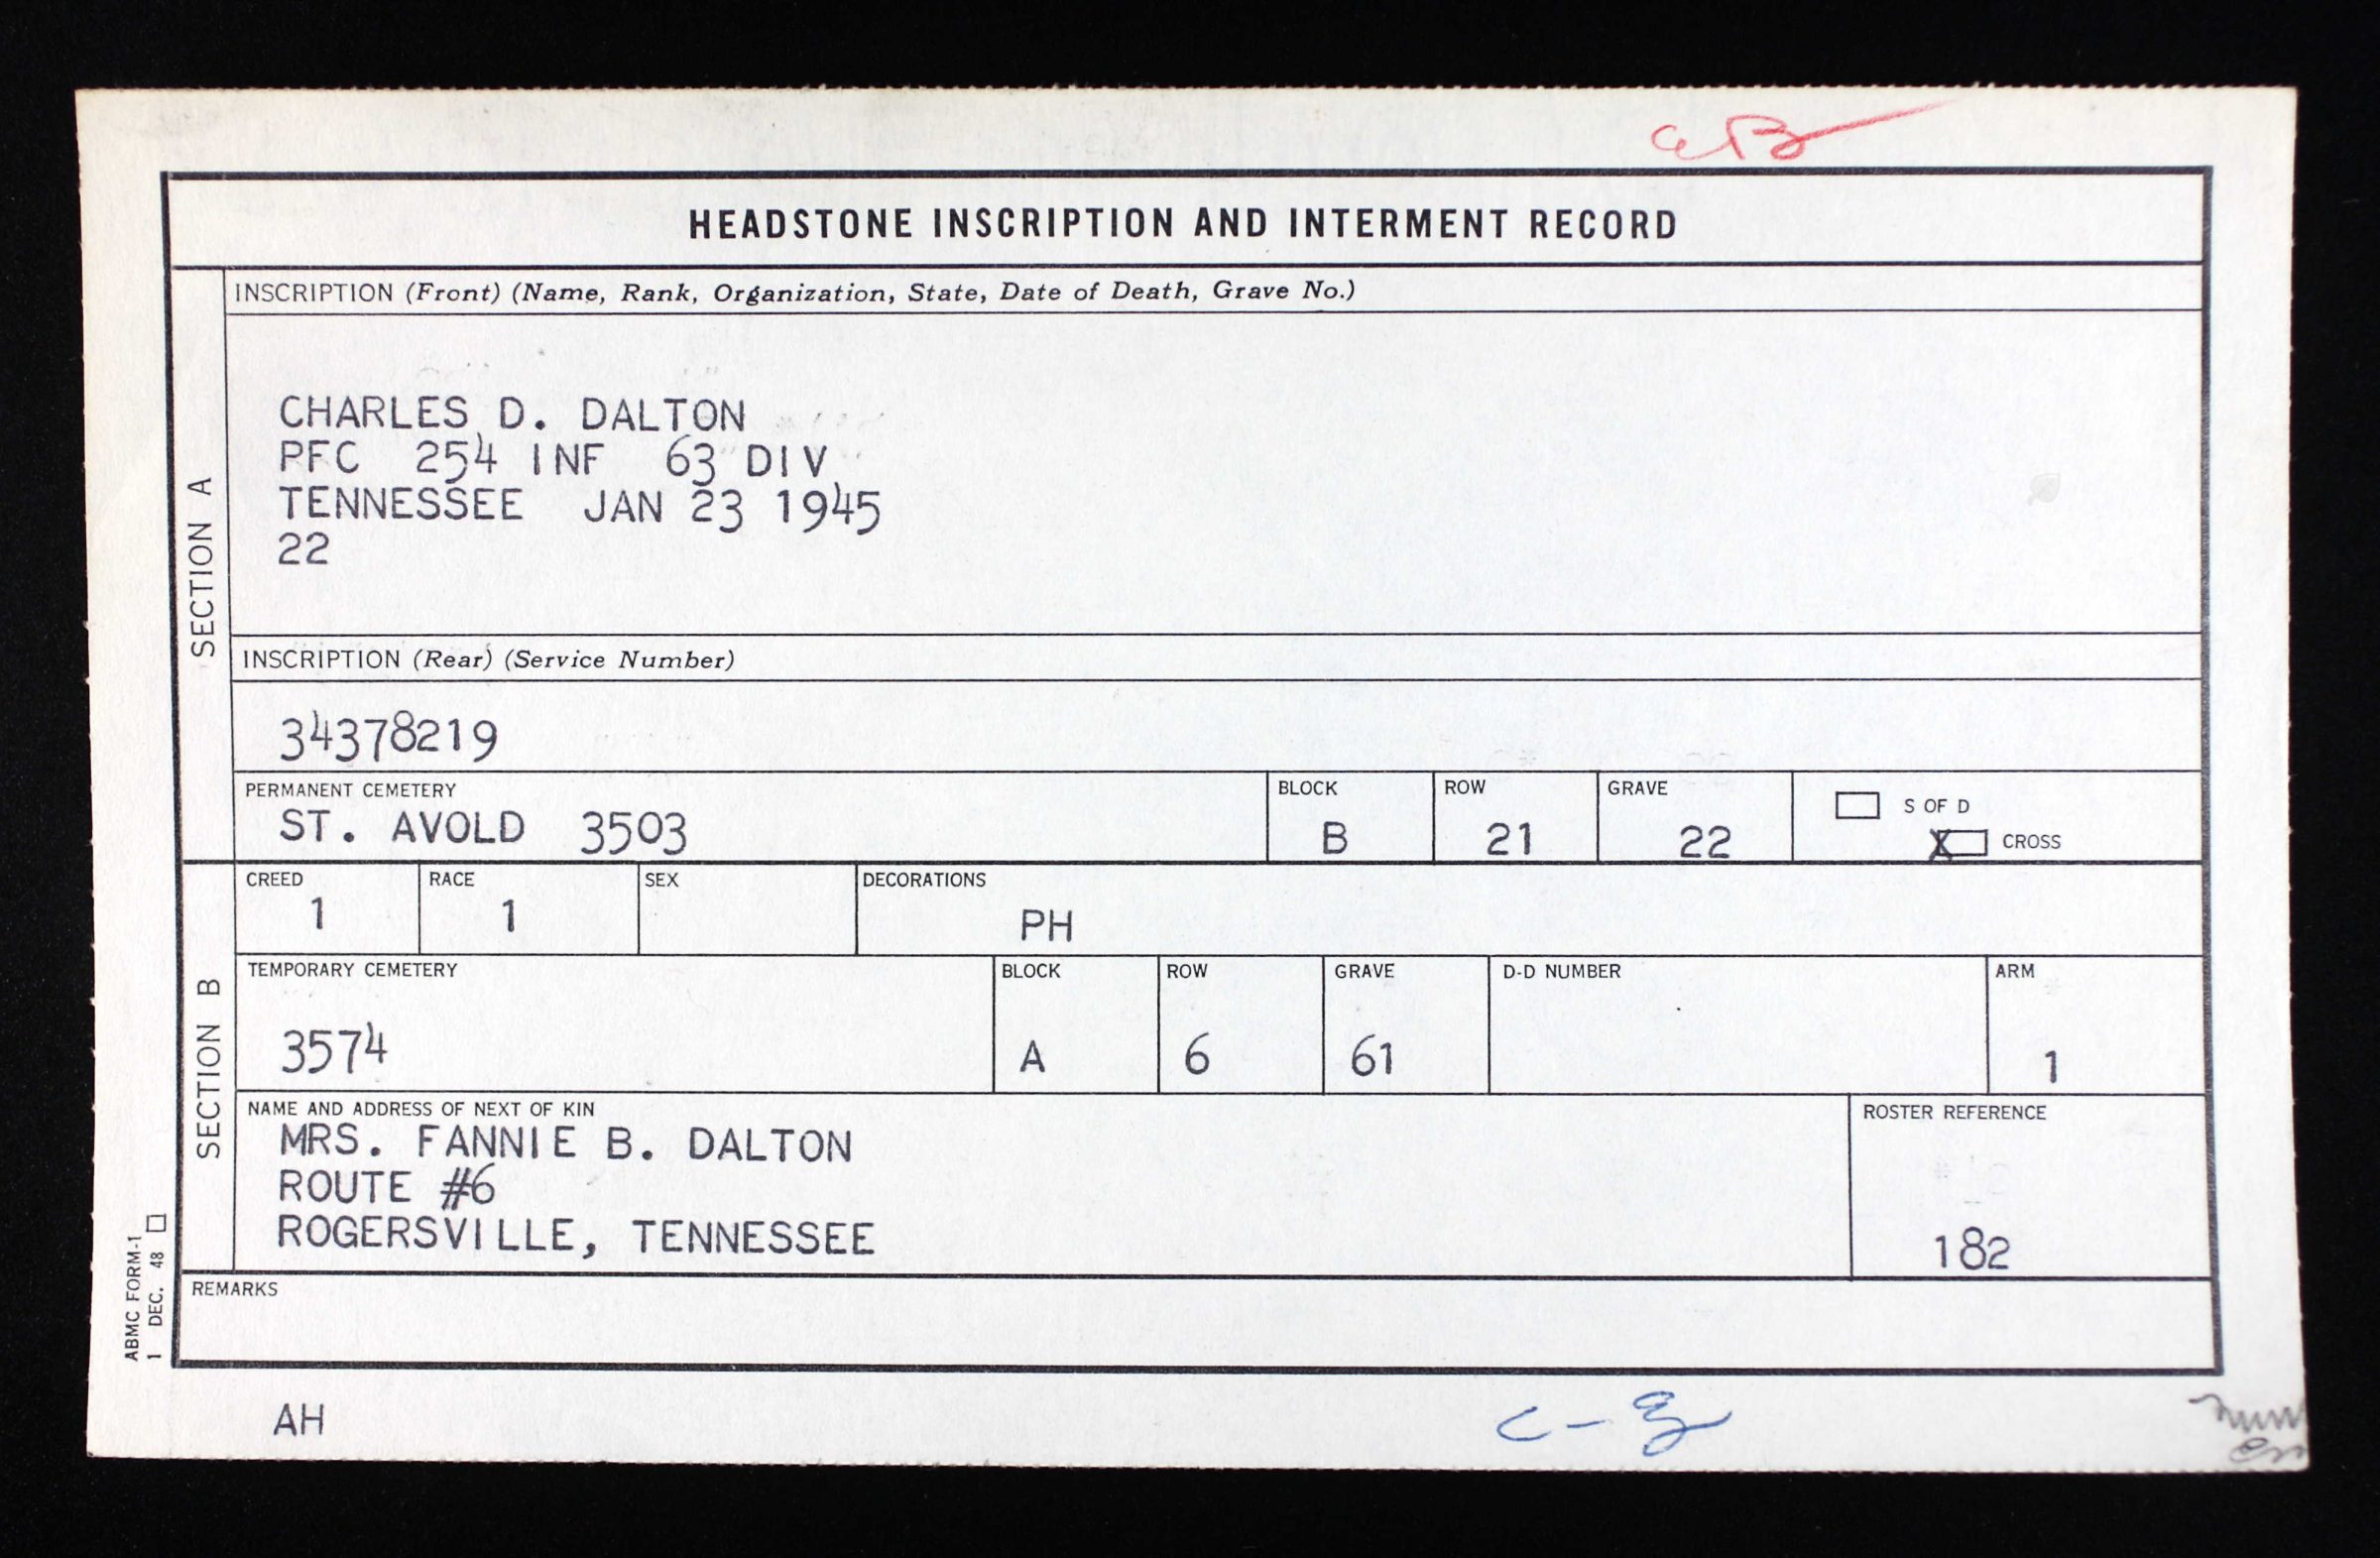 HEADSTONE INSCRIPTION AND INTERMENT RECORD
SECTION A
INSCRIPTION (Front) (Name, Rank, Organization, State, Date of Death, Grave No.)
CHARLES D. DALTON
PFC 254 INF 63 DIV
TENNESSEE JAN 23 1945
22
INSCRIPTION (Rear) (Service Number)
34378219
PERMANENT CEMETERY BLOCK ROW GRAVE
ST. AVOLD 3503 B 21 22
S OF D
X CROSS
SECTION B
CREED RACE SEX DECORATIONS
1 1 PH
TEMPORARY CEMETERY BLOCK ROW GRAVE D-D NUMBER ARM
3574 A 6 61 1
NAME AND ADDRESS OF NEXT OF KIN ROSTER REFERENCE
MRS. FANNIE B. DALTON
ROUTE #6
ROGERSVILLE, TENNESSEE 182
REMARKS
ABMC FORM-1
1 DEC. 48
AH